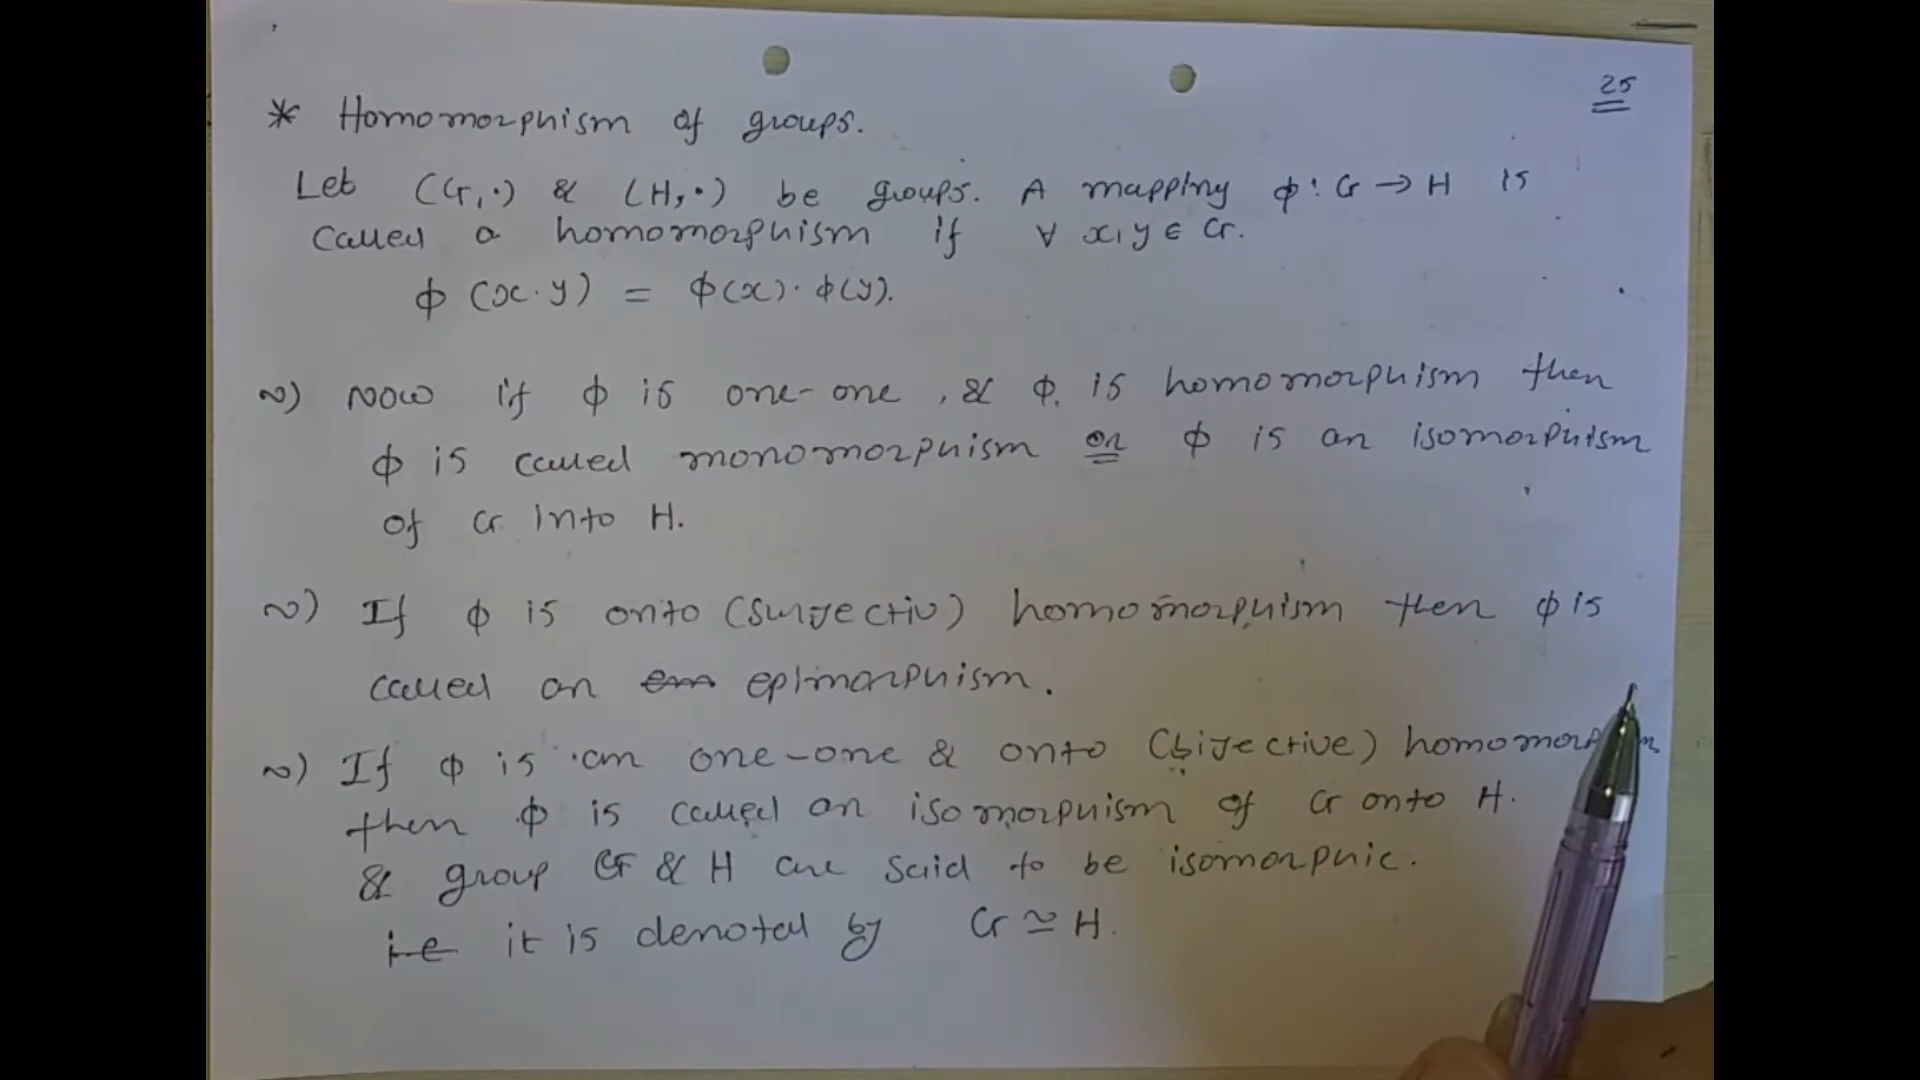 25
* Homomorphism of groups.
Let (G,·) & (H,·) be groups. A mapping ϕ: G → H is
called a homomorphism if ∀ x, y ∈ G.
ϕ (x·y) = ϕ(x)·ϕ(y).
~) Now if ϕ is one-one, & ϕ is homomorphism then
ϕ is called monomorphism or ϕ is an isomorphism
of G into H.
~) If ϕ is onto (surjectiv) homomorphism then ϕ is
called an epimorphism.
~) If ϕ is an one-one & onto (bijective)
then ϕ is called an isomorphism of G onto H.
& group G & H are said to be isomorphic.
it is denoted by G ≃ H.